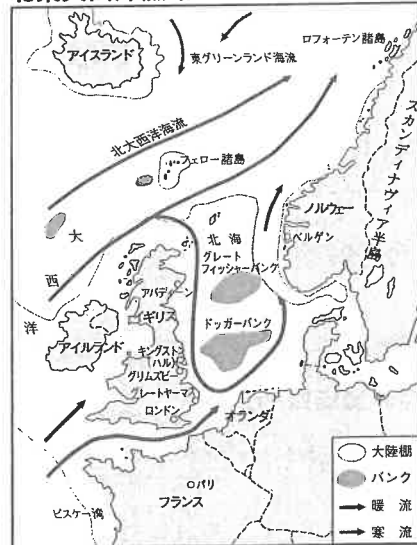 アイスランド
東グリーンランド海流
ロフォーテン諸島
スカンディナヴィア半島
北大西洋海流
フェロー諸島
ノルウェー
ベルゲン
大
西
洋
北海
グレート
フィッシャーバンク
アバディーン
イギリス
ドッガーバンク
アイルランド
キングストン
(ハル)
グリムズビー
グレートヤーマス
ロンドン
オランダ
パリ
フランス
ビスケー湾
大陸棚
バンク
暖流
寒流